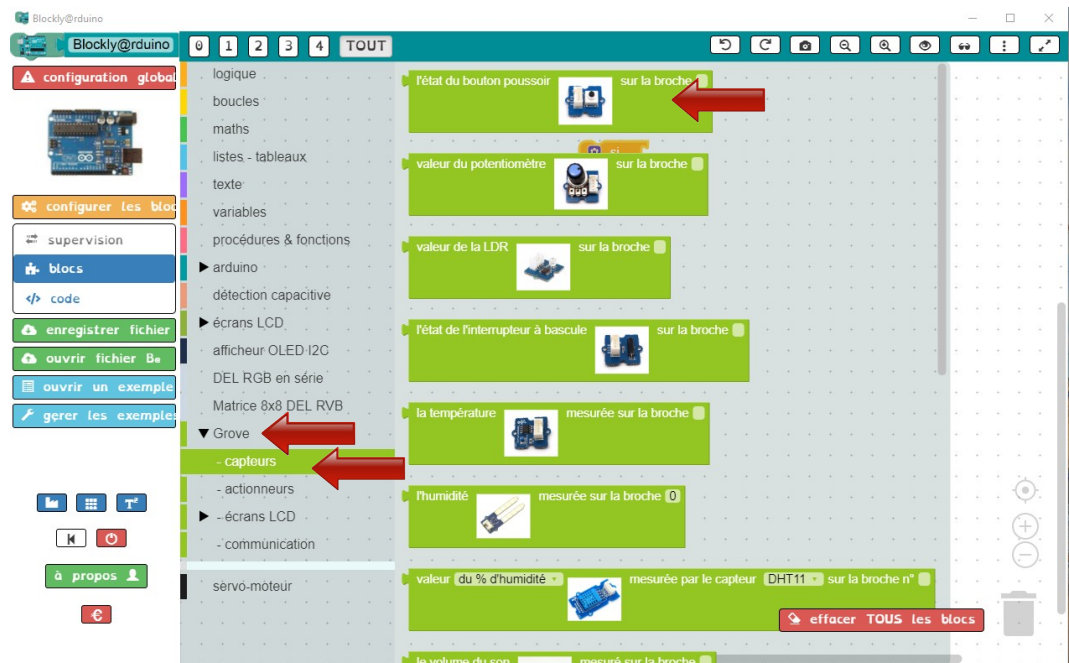 Blockly@rduino
Blockly@rduino
0 1 2 3 4 TOUT
configuration global
configurer les bloc
supervision
blocs
</> code
enregistrer fichier
ouvrir fichier B@
ouvrir un exemple
gerer les exemples
à propos
€
logique
boucles
maths
listes - tableaux
texte
variables
procédures & fonctions
arduino
détection capacitive
écrans LCD
afficheur OLED I2C
DEL RGB en série
Matrice 8x8 DEL RVB
Grove
- capteurs
- actionneurs
- écrans LCD
- communication
servo-moteur
l'état du bouton poussoir sur la broche
si
valeur du potentiomètre sur la broche
valeur de la LDR sur la broche
l'état de l'interrupteur à bascule sur la broche
la température mesurée sur la broche
l'humidité mesurée sur la broche 0
valeur du % d'humidité mesurée par le capteur DHT11 sur la broche n°
effacer TOUS les blocs
le volume du son mesuré sur la broche